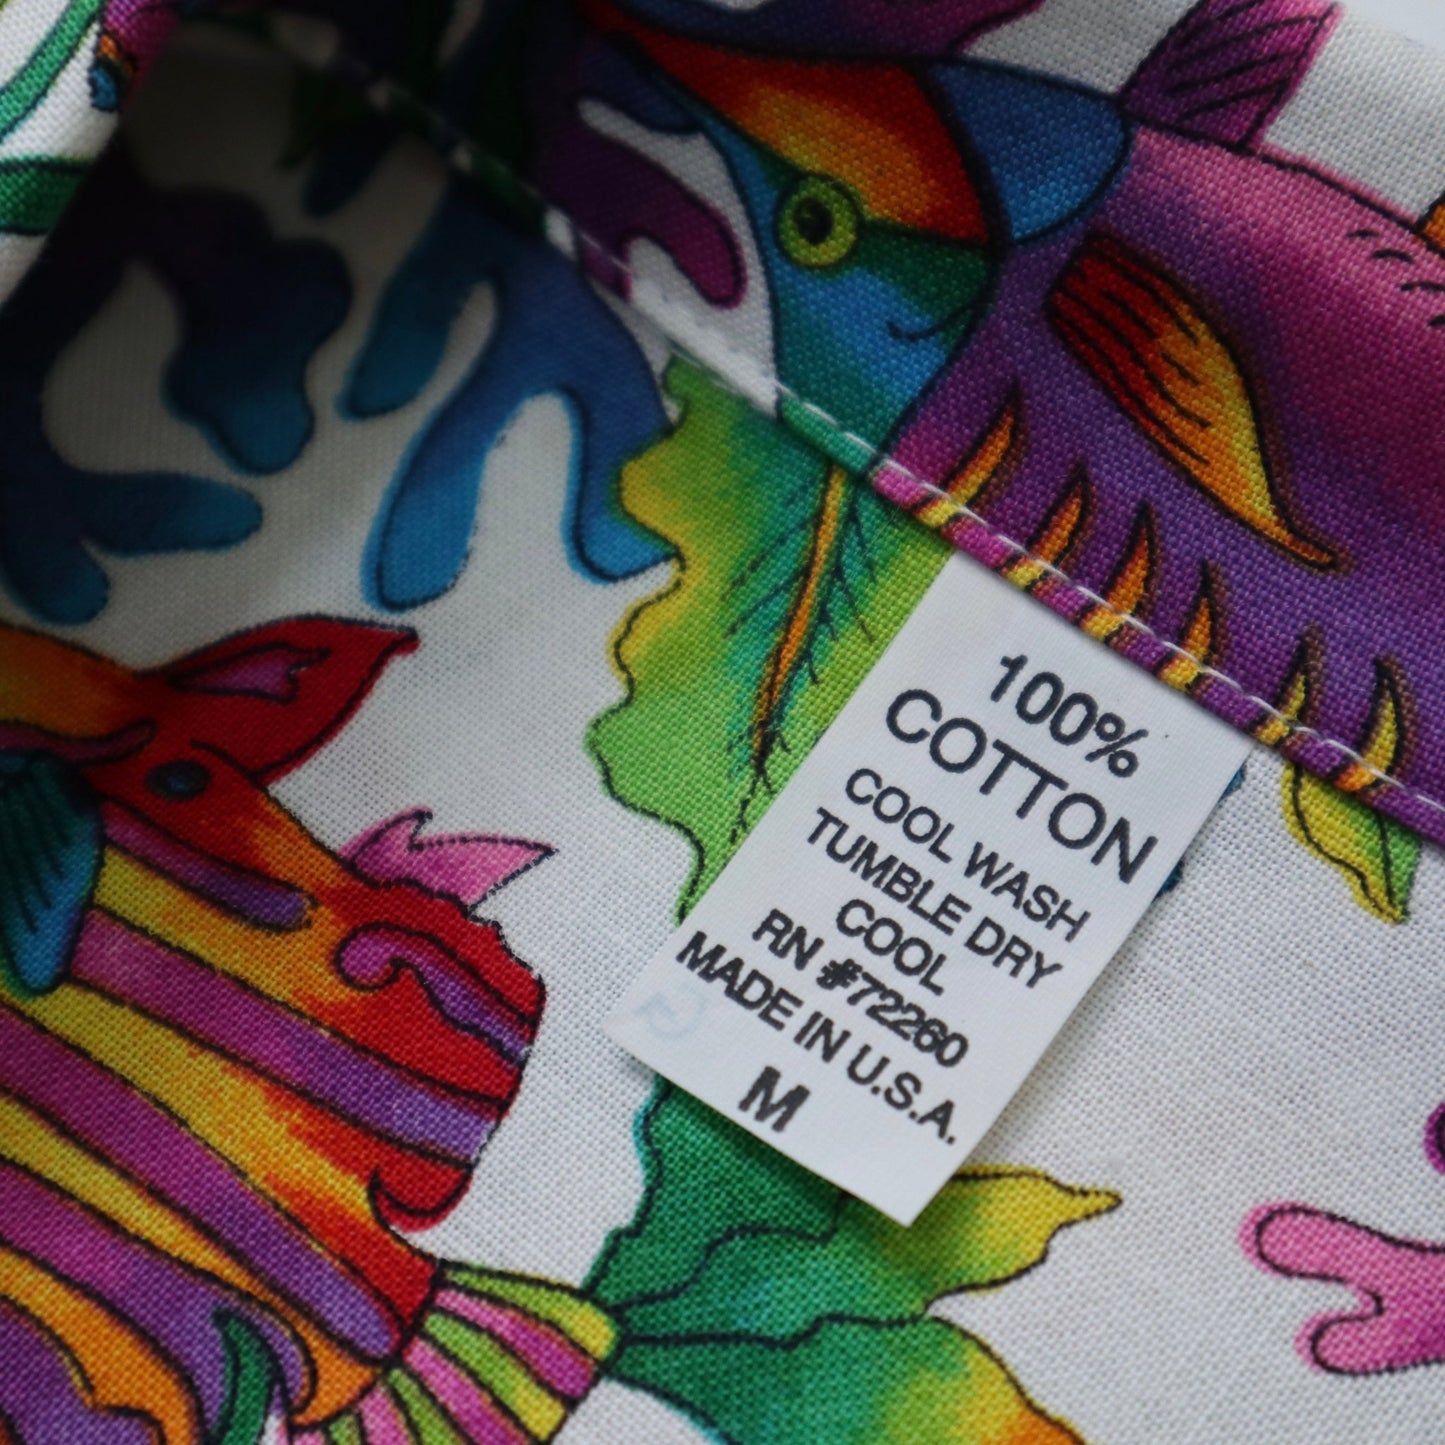 100%
COTTON
COOL WASH
TUMBLE DRY
COOL
RN #72260
MADE IN U.S.A.
M